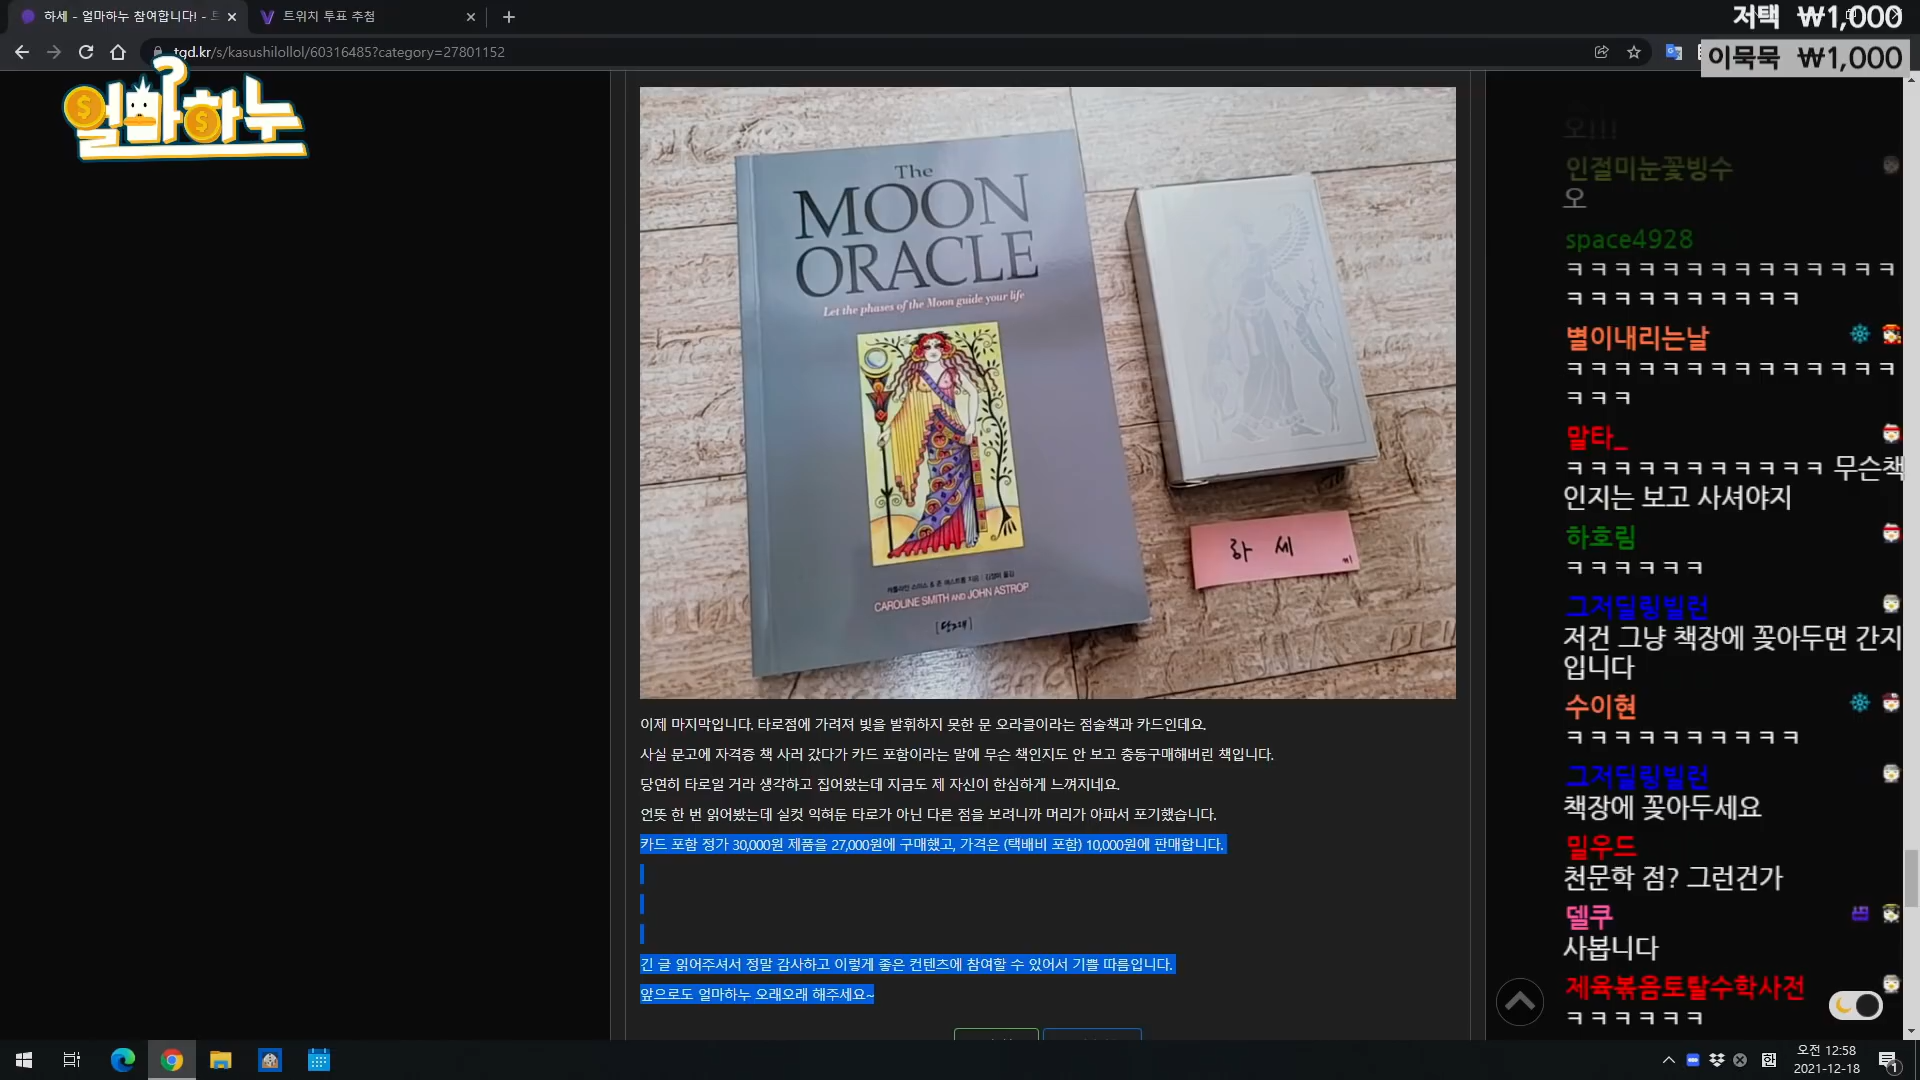 하세 - 얼마하누 참여합니다! - 트
트위치 투표 추첨
저택 ₩1,000
tgd.kr/s/kasushilollol/60316485?category=27801152
이묵묵 ₩1,000
얼마하누
The
MOON
ORACLE
Let the phases of the Moon guide your life
CAROLINE SMITH AND JOHN ASTROP
하 세
이제 마지막입니다. 타로점에 가려져 빛을 발휘하지 못한 문 오라클이라는 점술책과 카드인데요.
사실 문고에 자격증 책 사러 갔다가 카드 포함이라는 말에 무슨 책인지도 안 보고 충동구매해버린 책입니다.
당연히 타로일 거라 생각하고 집어왔는데 지금도 제 자신이 한심하게 느껴지네요.
언뜻 한 번 읽어봤는데 실컷 익혀둔 타로가 아닌 다른 점을 보려니까 머리가 아파서 포기했습니다.
카드 포함 정가 30,000원 제품을 27,000원에 구매했고, 가격은 (택배비 포함) 10,000원에 판매합니다.
긴 글 읽어주셔서 정말 감사하고 이렇게 좋은 컨텐츠에 참여할 수 있어서 기쁠 따름입니다.
앞으로도 얼마하누 오래오래 해주세요~
오!!!
인절미눈꽃빙수
오
space4928
ㅋㅋㅋㅋㅋㅋㅋㅋㅋㅋㅋㅋㅋㅋ
ㅋㅋㅋㅋㅋㅋㅋㅋㅋㅋ
별이내리는날
ㅋㅋㅋㅋㅋㅋㅋㅋㅋㅋㅋㅋㅋㅋ
ㅋㅋㅋ
말타_
ㅋㅋㅋㅋㅋㅋㅋㅋㅋㅋㅋ 무슨책
인지는 보고 사셔야지
하호림
ㅋㅋㅋㅋㅋㅋ
그저딜링빌런
저건 그냥 책장에 꽂아두면 간지
입니다
수이현
ㅋㅋㅋㅋㅋㅋㅋㅋㅋㅋ
그저딜링빌런
책장에 꽂아두세요
밀우드
천문학 점? 그런건가
델쿠
사봅니다
제육볶음토탈수학사전
ㅋㅋㅋㅋㅋㅋ
한
오전 12:58
2021-12-18
1